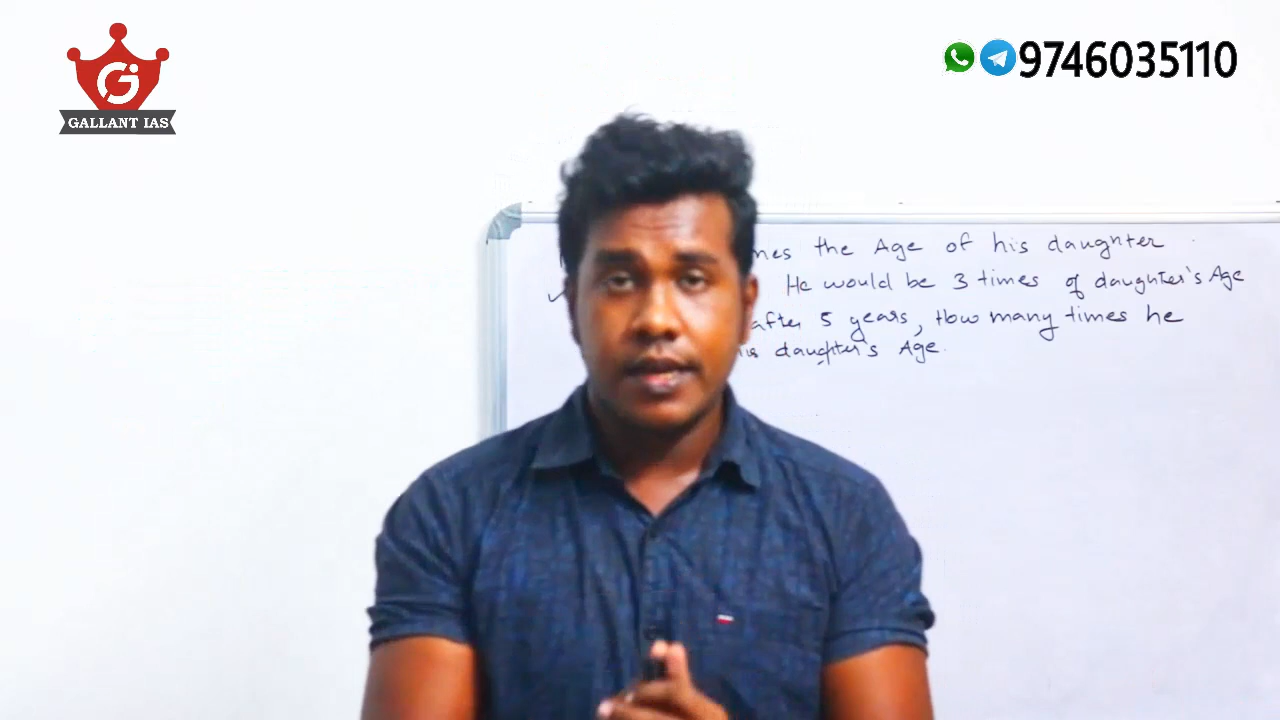 GALLANT IAS
9746035110
the Age of his daughter
He would be 3 times of daughter's Age
after 5 years, How many times he
daughter's Age.